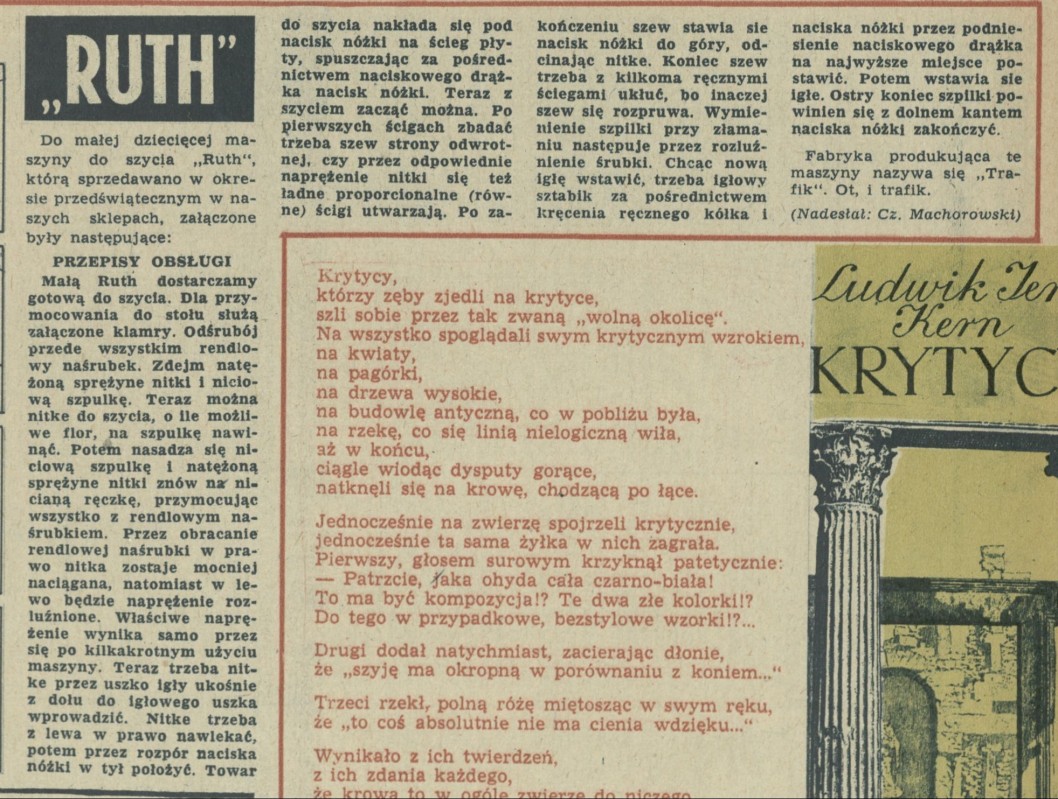 „RUTH”
Do małej dziecięcej ma-
szyny do szycia „Ruth“,
którą sprzedawano w okre-
sie przedświątecznym w na-
szych sklepach, załączone
były następujące:
PRZEPISY OBSŁUGI
Małą Ruth dostarczamy
gotową do szycia. Dla przy-
mocowania do stołu służą
załączone klamry. Odśrubój
przede wszystkim rendlo-
wy naśrubek. Zdejm natę-
żoną sprężyne nitki i nicio-
wą szpulkę. Teraz można
nitke do szycia, o ile możli-
we flor, na szpulkę nawi-
nąć. Potem nasadza się ni-
ciową szpulkę i natężoną
sprężyne nitki znów na ni-
cianą ręczkę, przymocując
wszystko z rendlowym na-
śrubkiem. Przez obracanie
rendlowej naśrubki w pra-
wo nitka zostaje mocniej
naciągana, natomiast w le-
wo będzie naprężenie roz-
luźnione. Właściwe naprę-
żenie wynika samo przez
się po kilkakrotnym użyciu
maszyny. Teraz trzeba nit-
ke przez uszko igły ukośnie
z dołu do igłowego uszka
wprowadzić. Nitke trzeba
z lewa w prawo nawlekać,
potem przez rozpór naciska
nóżki w tył położyć. Towar
do szycia nakłada się pod
nacisk nóżki na ścieg pły-
ty, spuszczając za pośred-
nictwem naciskowego drąż-
ka nacisk nóżki. Teraz z
szyciem zacząć można. Po
pierwszych ścigach zbadać
trzeba szew strony odwrot-
nej, czy przez odpowiednie
naprężenie nitki się też
ładne proporcjonalne (rów-
ne) ścigi utwarzają. Po za-
kończeniu szew stawia sie
nacisk nóżki do góry, od-
cinając nitke. Koniec szew
trzeba z kilkoma ręcznymi
ściegami ukłuć, bo inaczej
szew się rozpruwa. Wymie-
nienie szpilki przy złama-
niu następuje przez rozluź-
nienie śrubki. Chcąc nową
igłę wstawić, trzeba igłowy
sztabik za pośrednictwem
kręcenia ręcznego kółka i
naciska nóżki przez podnie-
sienie naciskowego drążka
na najwyższe miejsce po-
stawić. Potem wstawia sie
igłe. Ostry koniec szpilki po-
winien się z dolnem kantem
naciska nóżki zakończyć.
Fabryka produkująca te
maszyny nazywa się „Tra-
fik“. Ot, i trafik.
(Nadesłał: Cz. Machorowski)
Krytycy,
którzy zęby zjedli na krytyce,
szli sobie przez tak zwaną „wolną okolicę“.
Na wszystko spoglądali swym krytycznym wzrokiem,
na kwiaty,
na pagórki,
na drzewa wysokie,
na budowlę antyczną, co w pobliżu była,
na rzekę, co się linią nielogiczną wiła,
aż w końcu,
ciągle wiodąc dysputy gorące,
natknęli się na krowę, chodzącą po łące.
Jednocześnie na zwierzę spojrzeli krytycznie,
jednocześnie ta sama żyłka w nich zagrała.
Pierwszy, głosem surowym krzyknął patetycznie:
— Patrzcie, jaka ohyda cała czarno-biała!
To ma być kompozycja!? Te dwa złe kolorki!?
Do tego w przypadkowe, bezstylowe wzorki!?...
Drugi dodał natychmiast, zacierając dłonie,
że „szyję ma okropną w porównaniu z koniem...“
Trzeci rzekł, polną różę miętosząc w swym ręku,
że „to coś absolutnie nie ma cienia wdzięku...“
Wynikało z ich twierdzeń,
z ich zdania każdego,
że krowa to w ogóle zwierzę do niczego
Ludwik Jer
Kern
KRYTYC